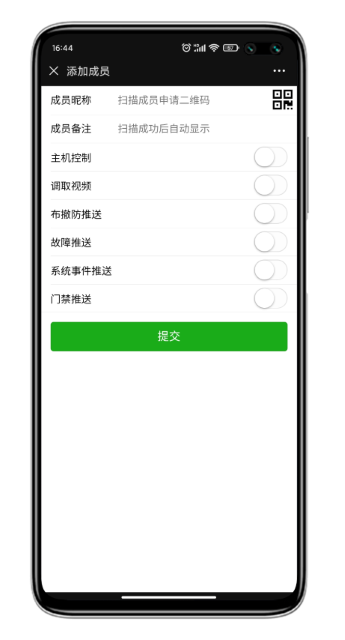 16:44
添加成员
成员昵称 扫描成员申请二维码
成员备注 扫描成功后自动显示
主机控制
调取视频
布撤防推送
故障推送
系统事件推送
门禁推送
提交